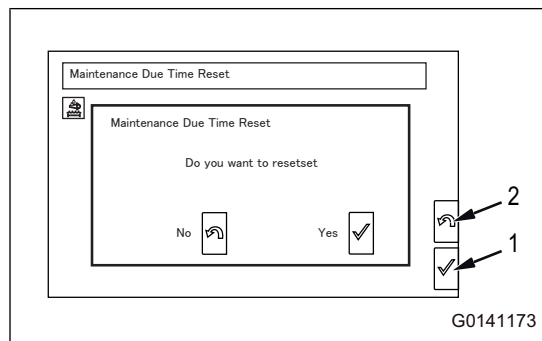 Maintenance Due Time Reset
Maintenance Due Time Reset
Do you want to resetset
No
Yes
2
1
G0141173